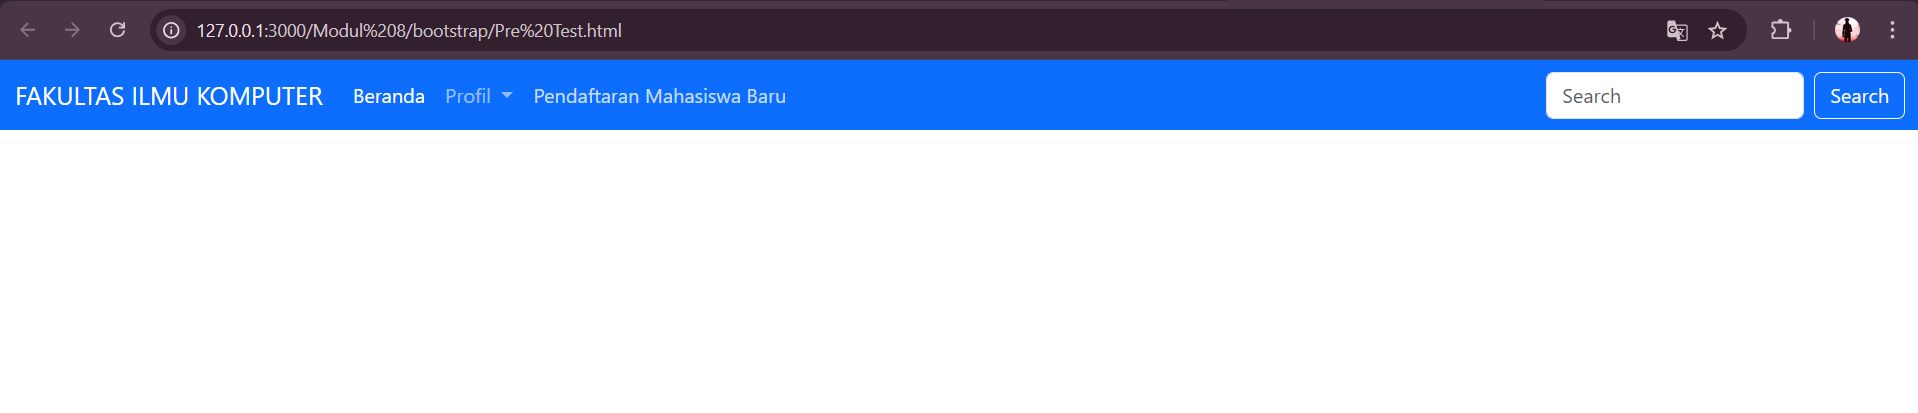 127.0.0.1:3000/Modul%208/bootstrap/Pre%20Test.html
FAKULTAS ILMU KOMPUTER Beranda Profil Pendaftaran Mahasiswa Baru Search Search